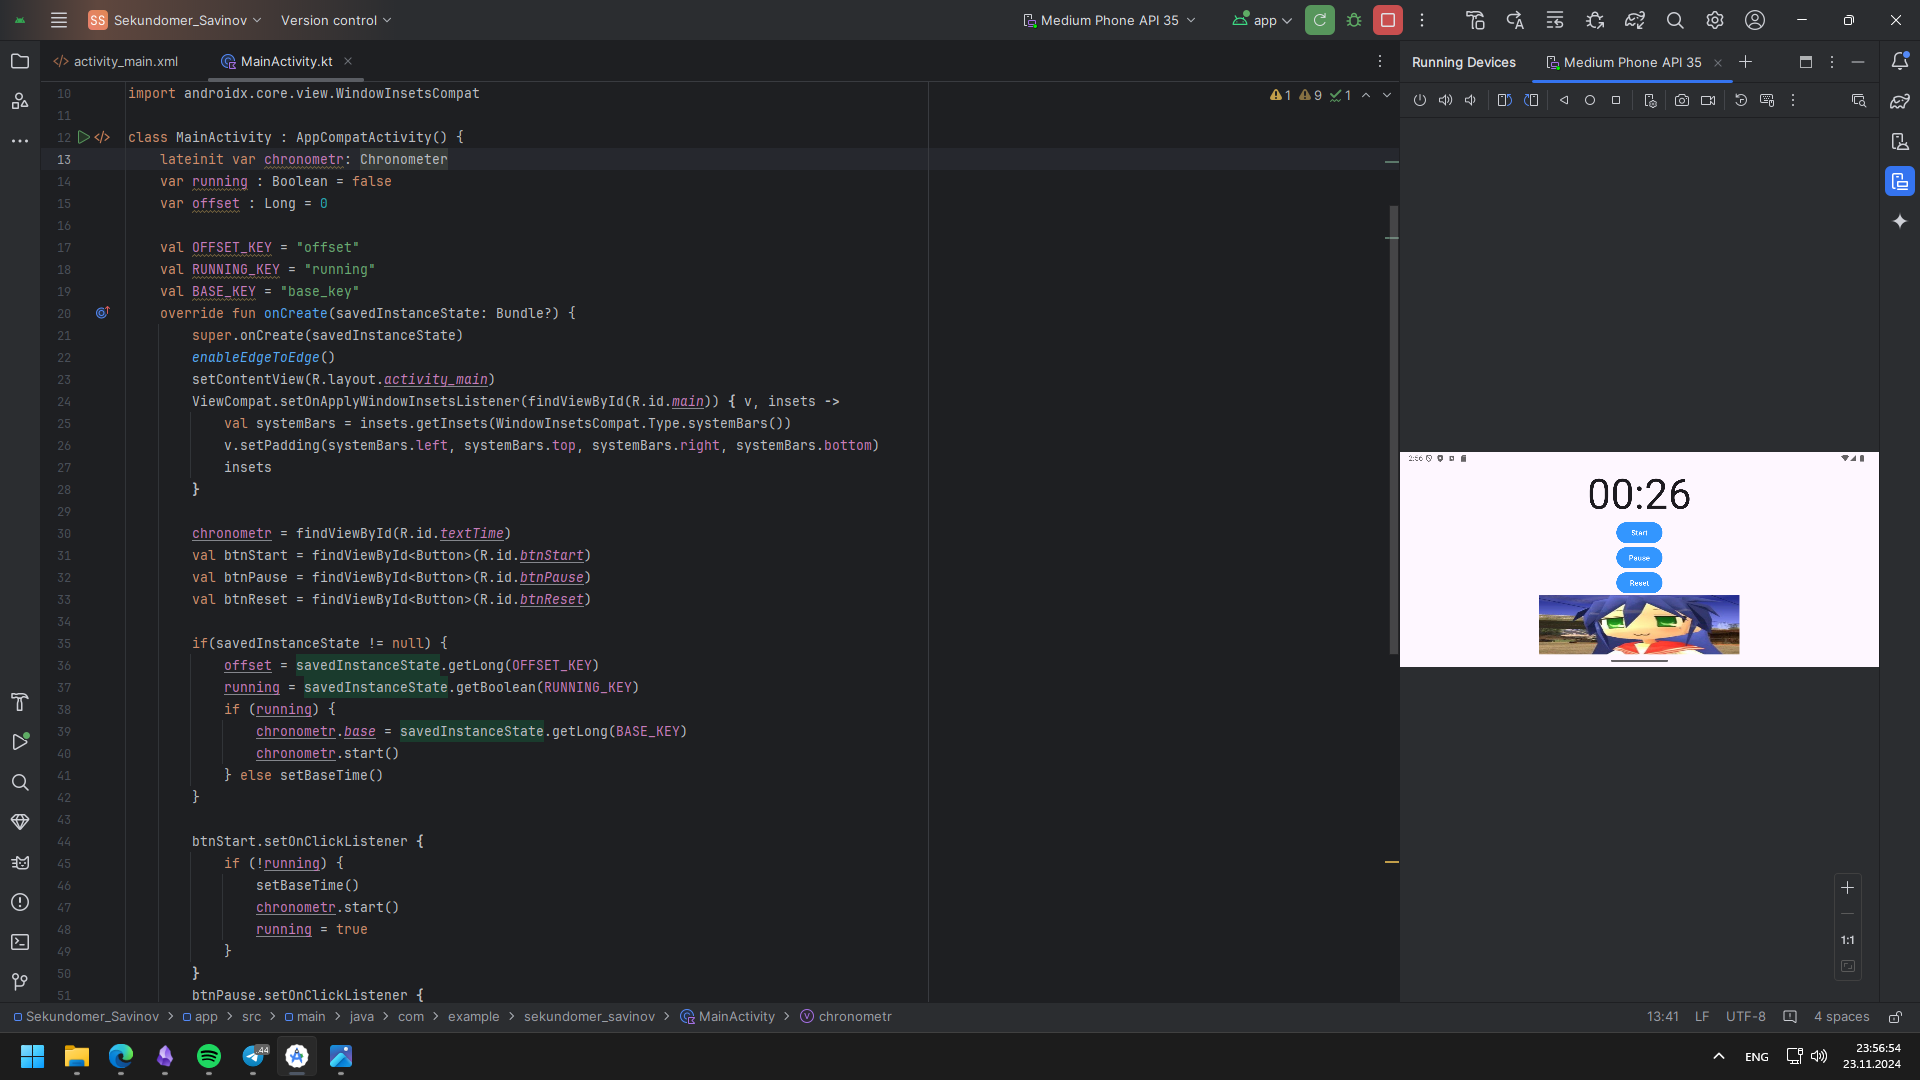 SS Sekundomer_Savinov Version control Medium Phone API 35 app
activity_main.xml MainActivity.kt Running Devices Medium Phone API 35
1 9 1
10 import androidx.core.view.WindowInsetsCompat
11
12 class MainActivity : AppCompatActivity() {
13 lateinit var chronometr: Chronometer
14 var running : Boolean = false
15 var offset : Long = 0
16
17 val OFFSET_KEY = "offset"
18 val RUNNING_KEY = "running"
19 val BASE_KEY = "base_key"
20 override fun onCreate(savedInstanceState: Bundle?) {
21 super.onCreate(savedInstanceState)
22 enableEdgeToEdge()
23 setContentView(R.layout.activity_main)
24 ViewCompat.setOnApplyWindowInsetsListener(findViewById(R.id.main)) { v, insets ->
25 val systemBars = insets.getInsets(WindowInsetsCompat.Type.systemBars())
26 v.setPadding(systemBars.left, systemBars.top, systemBars.right, systemBars.bottom)
27 insets
28 }
29
30 chronometr = findViewById(R.id.textTime)
31 val btnStart = findViewById<Button>(R.id.btnStart)
32 val btnPause = findViewById<Button>(R.id.btnPause)
33 val btnReset = findViewById<Button>(R.id.btnReset)
34
35 if(savedInstanceState != null) {
36 offset = savedInstanceState.getLong(OFFSET_KEY)
37 running = savedInstanceState.getBoolean(RUNNING_KEY)
38 if (running) {
39 chronometr.base = savedInstanceState.getLong(BASE_KEY)
40 chronometr.start()
41 } else setBaseTime()
42 }
43
44 btnStart.setOnClickListener {
45 if (!running) {
46 setBaseTime()
47 chronometr.start()
48 running = true
49 }
50 }
51 btnPause.setOnClickListener {
2:56
00:26
Start
Pause
Reset
1:1
Sekundomer_Savinov > app > src > main > java > com > example > sekundomer_savinov > MainActivity > chronometr 13:41 LF UTF-8 4 spaces
44
ENG
23:56:54
23.11.2024